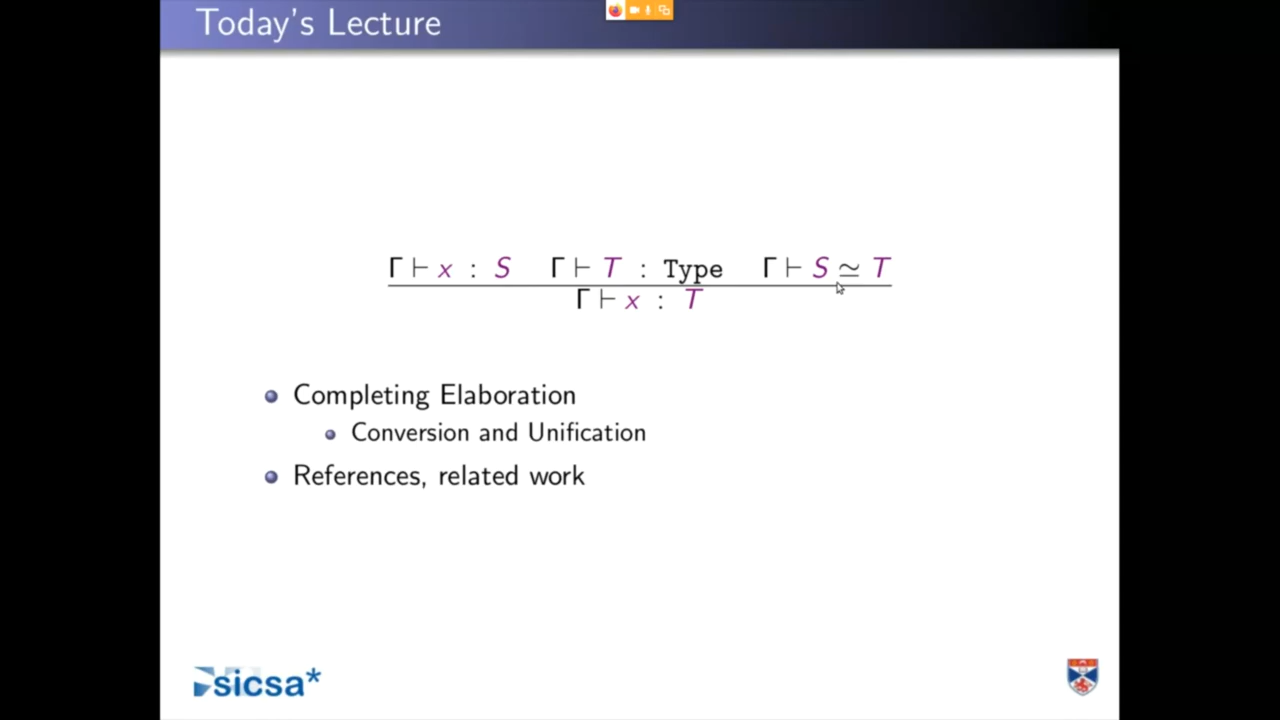 Today's Lecture
Γ ⊢ x : S Γ ⊢ T : Type Γ ⊢ S ≃ T
Γ ⊢ x : T
Completing Elaboration
Conversion and Unification
References, related work
sicsa*